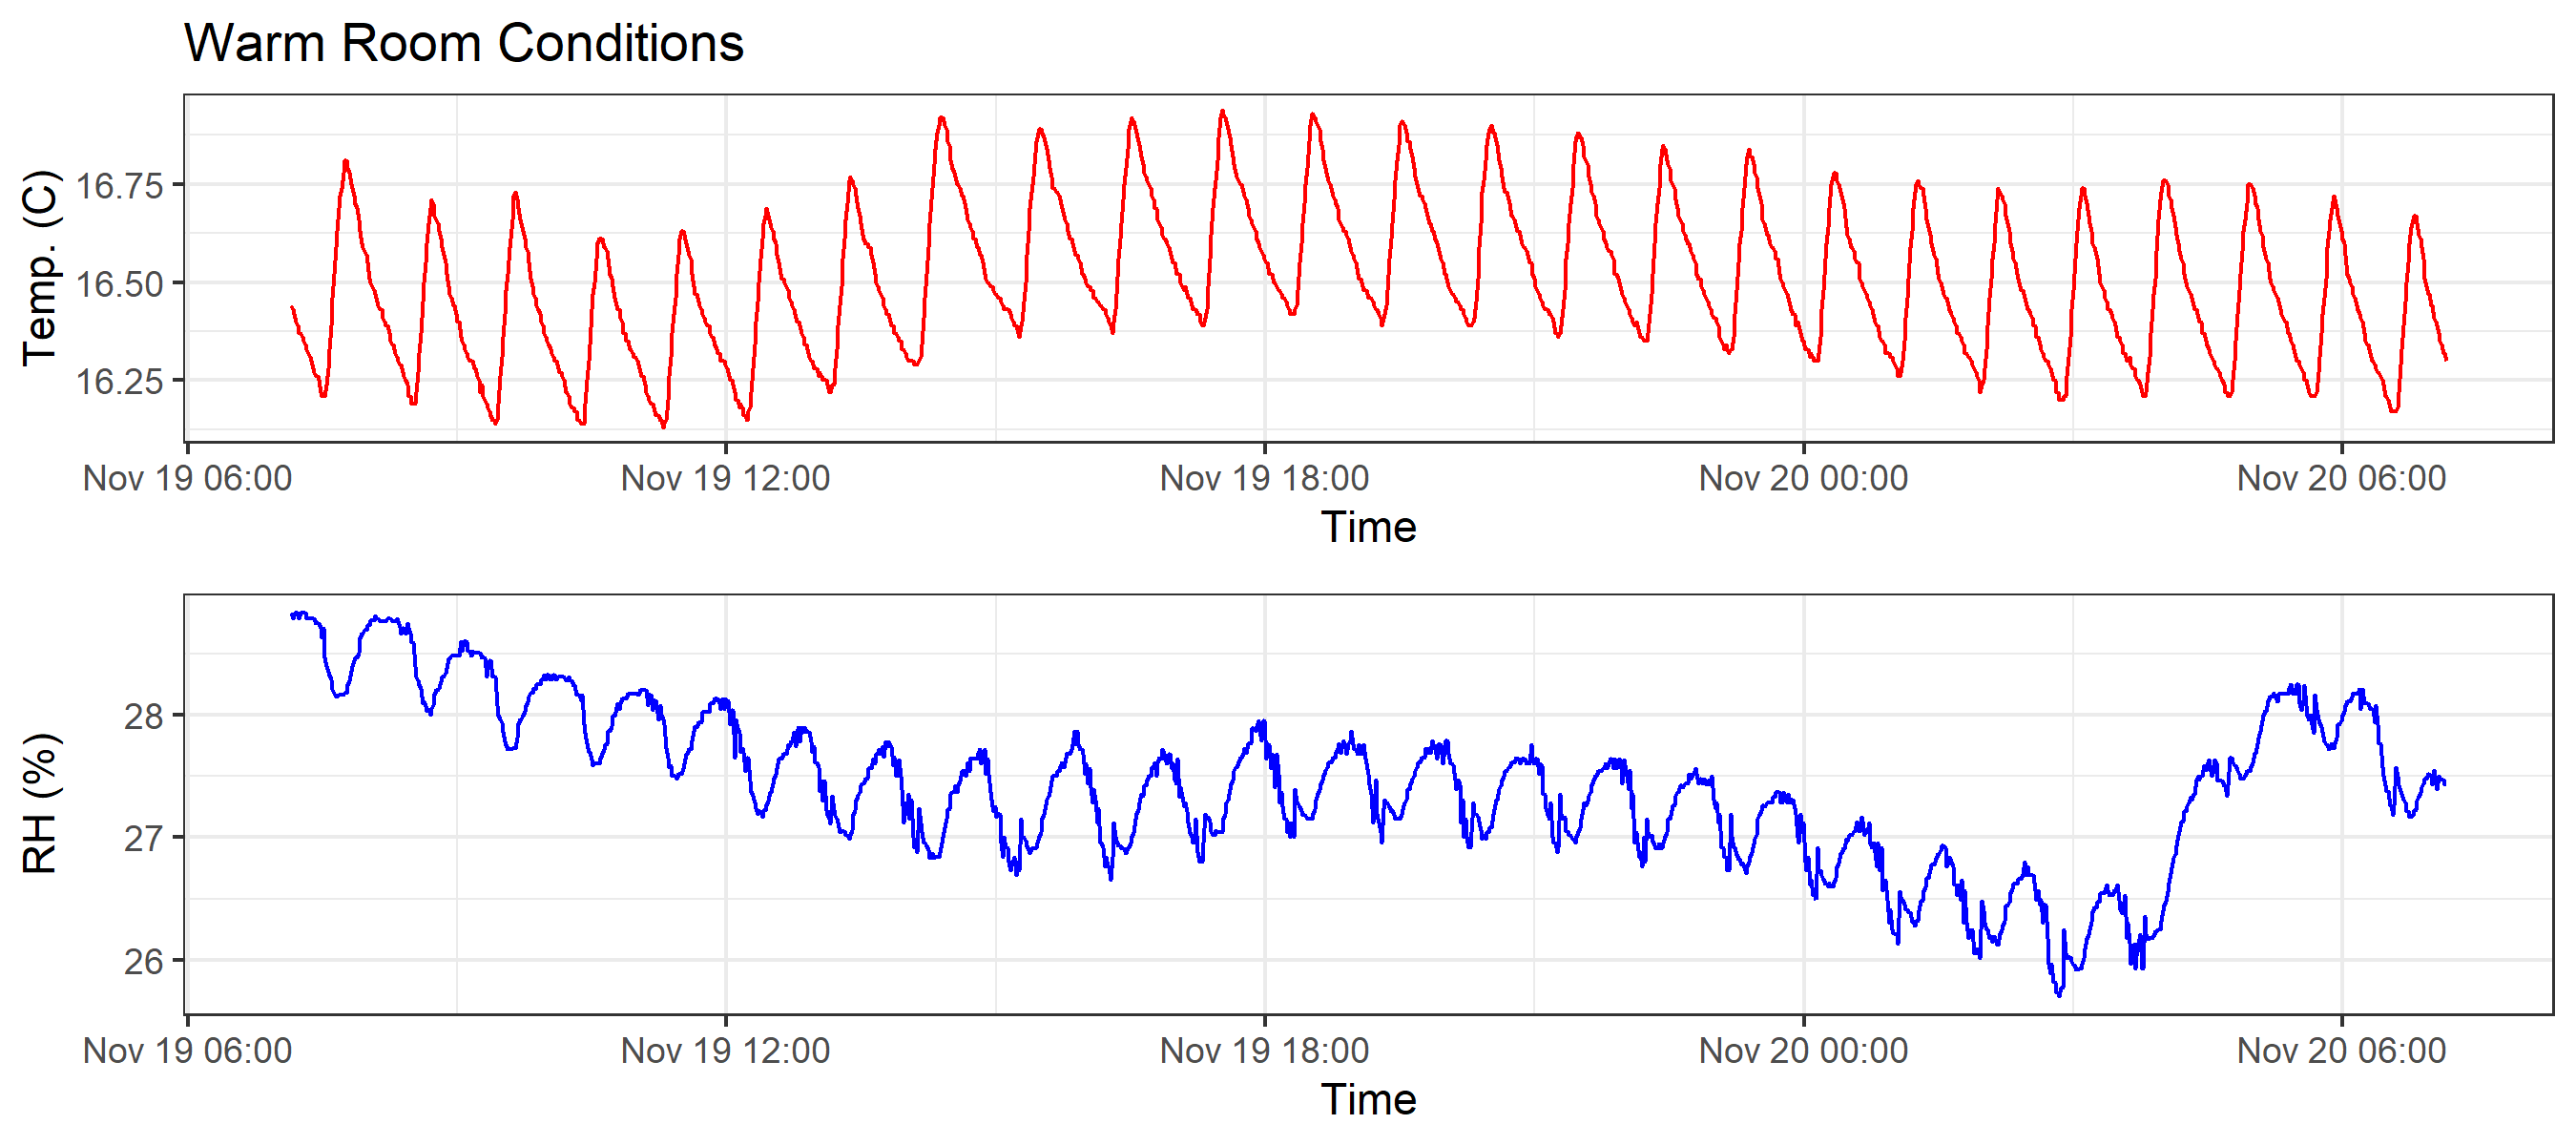 Warm Room Conditions
Temp. (C)
16.75
16.50
16.25
Nov 19 06:00 Nov 19 12:00 Nov 19 18:00 Nov 20 00:00 Nov 20 06:00
Time
RH (%)
28
27
26
Nov 19 06:00 Nov 19 12:00 Nov 19 18:00 Nov 20 00:00 Nov 20 06:00
Time